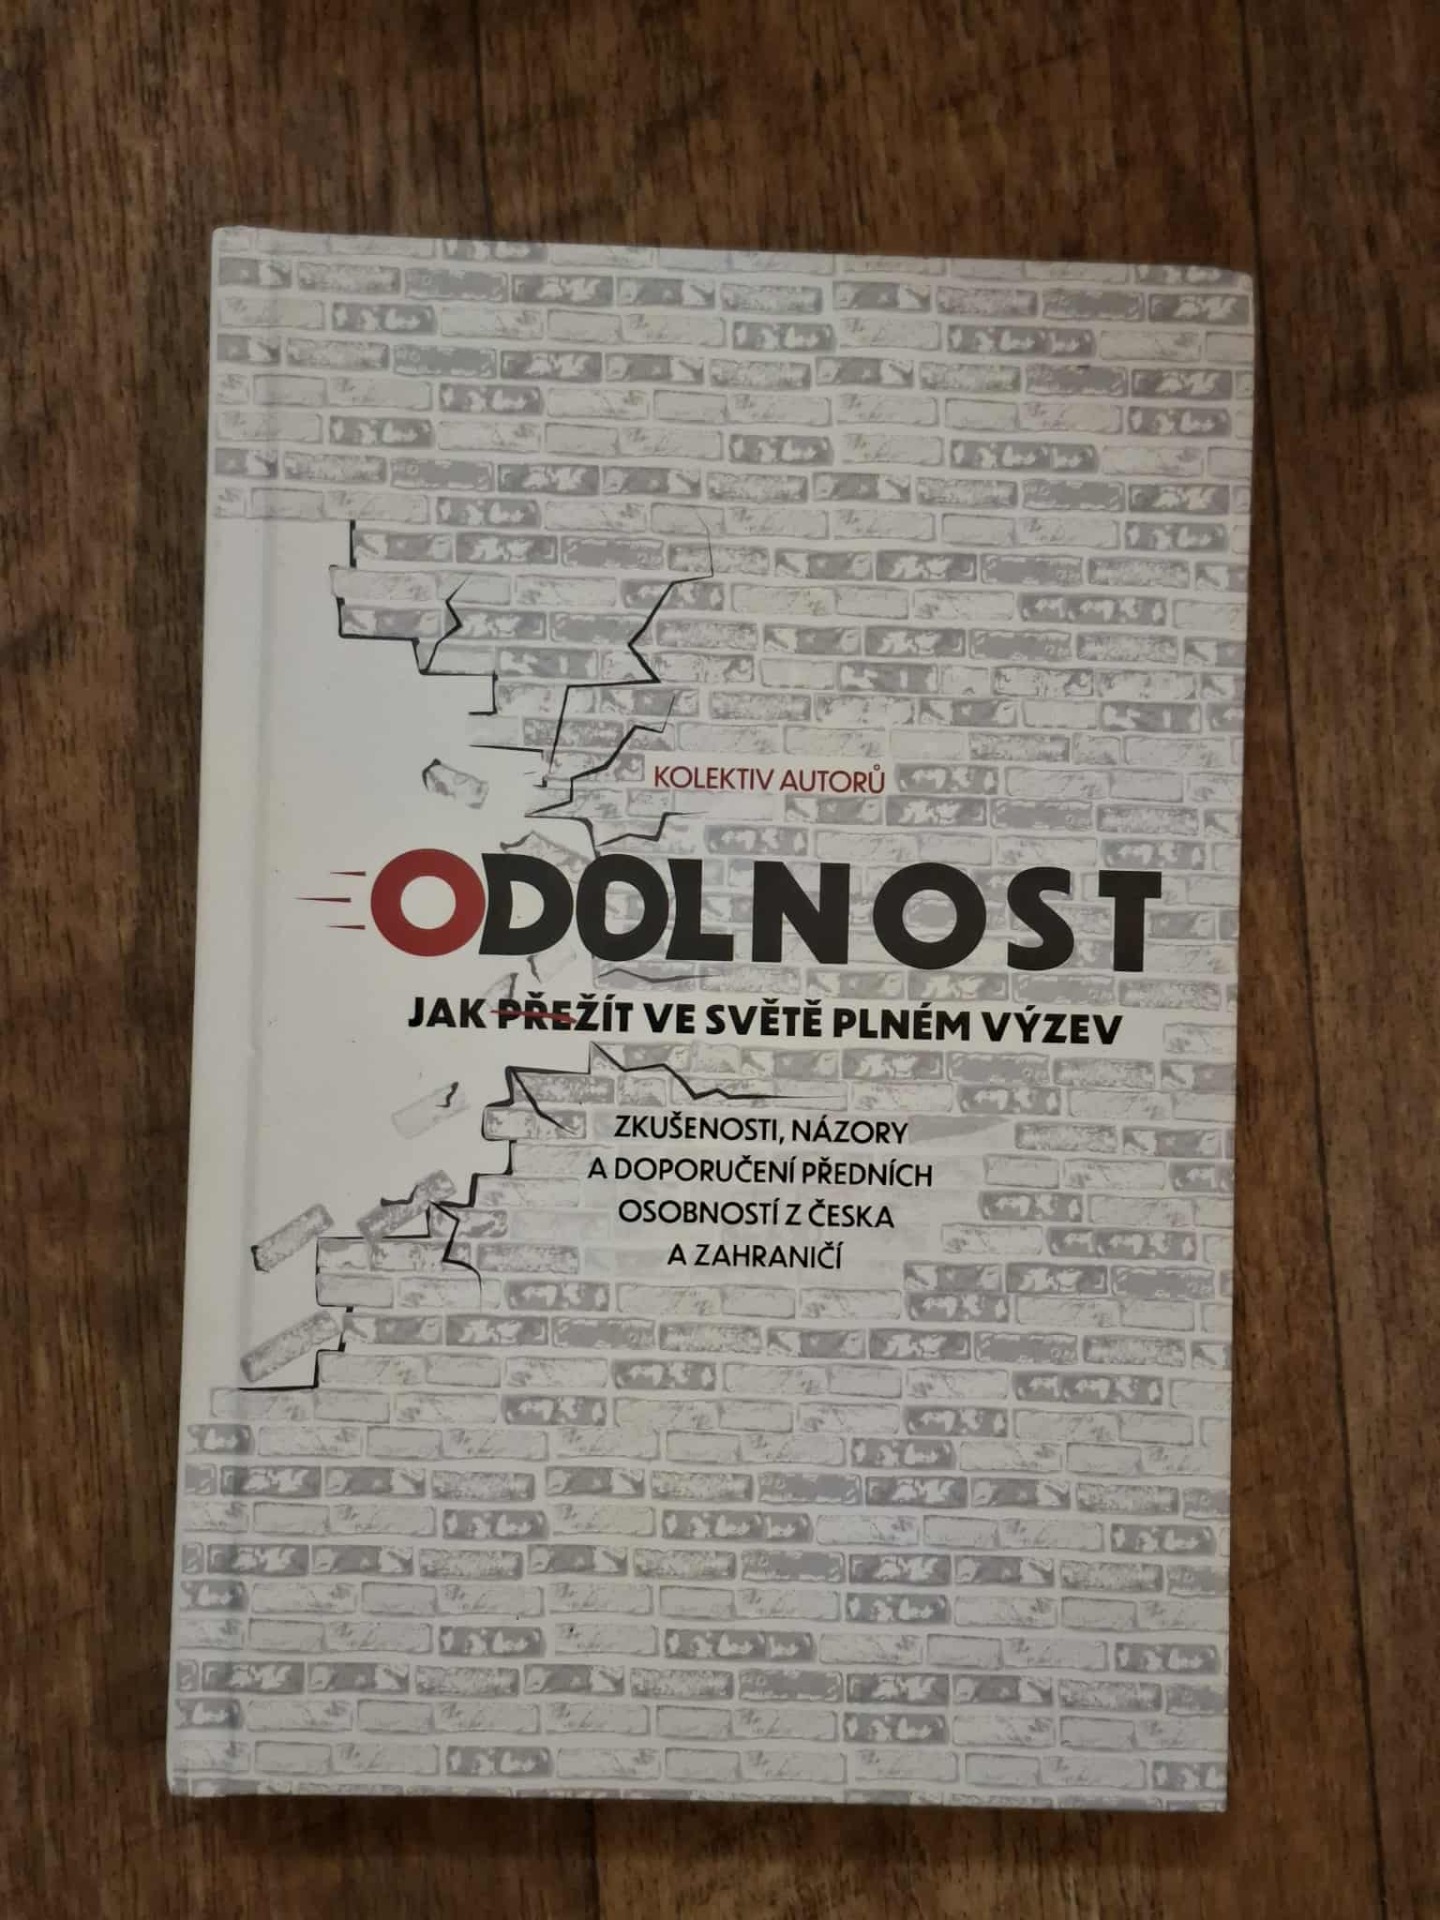 KOLEKTIV AUTORŮ
ODOLNOST
JAK PŘEŽÍT VE SVĚTĚ PLNÉM VÝZEV
ZKUŠENOSTI, NÁZORY
A DOPORUČENÍ PŘEDNÍCH
OSOBNOSTÍ Z ČESKA
A ZAHRANIČÍ